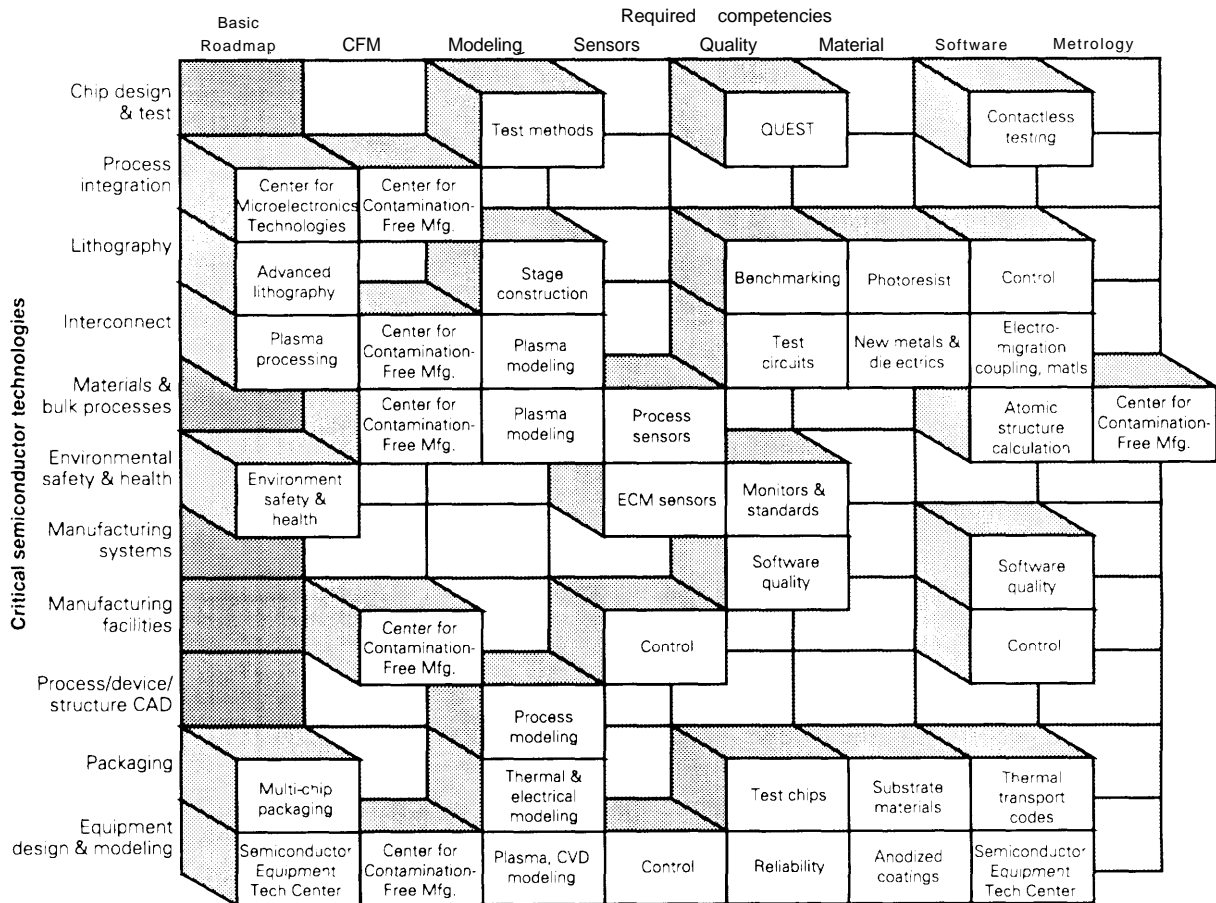 Required competencies
Basic
Roadmap
CFM
Modeling
Sensors
Quality
Material
Software
Metrology
Critical semiconductor technologies
Chip design
& test
Test methods
QUEST
Contactless
testing
Process
integration
Center for
Microelectronics
Technologies
Center for
Contamination-
Free Mfg.
Lithography
Advanced
lithography
Stage
construction
Benchmarking
Photoresist
Control
Interconnect
Plasma
processing
Center for
Contamination-
Free Mfg.
Plasma
modeling
Test
circuits
New metals &
die ectrics
Electro-
migration
coupling, matls
Materials &
bulk processes
Center for
Contamination-
Free Mfg.
Plasma
modeling
Process
sensors
Atomic
structure
calculation
Center for
Contamination-
Free Mfg.
Environmental
safety & health
Environment
safety &
health
ECM sensors
Monitors &
standards
Manufacturing
systems
Software
quality
Software
quality
Manufacturing
facilities
Center for
Contamination-
Free Mfg.
Control
Control
Process/device/
structure CAD
Process
modeling
Packaging
Multi-chip
packaging
Thermal &
electrical
modeling
Test chips
Substrate
materials
Thermal
transport
codes
Equipment
design & modeling
Semiconductor
Equipment
Tech Center
Center for
Contamination-
Free Mfg.
Plasma, CVD
modeling
Control
Reliability
Anodized
coatings
Semiconductor
Equipment
Tech Center